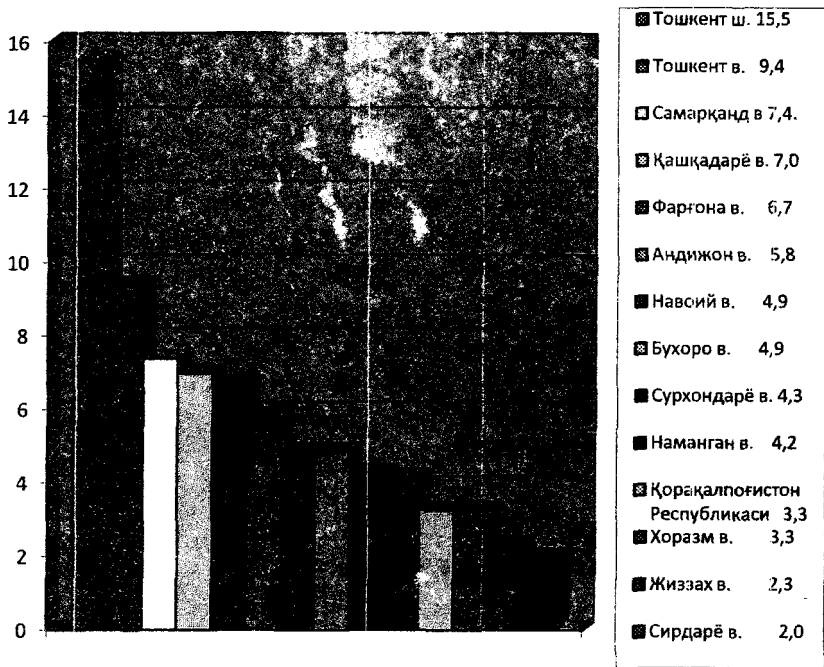 16
14
12
10
8
6
4
2
0
Тошкент ш. 15,5
Тошкент в. 9,4
Самарқанд в 7,4.
Қашқадарё в. 7,0
Фарғона в. 6,7
Андижон в. 5,8
Навоий в. 4,9
Бухоро в. 4,9
Сурхондарё в. 4,3
Наманган в. 4,2
Қорақалпоғистон
Республикаси 3,3
Хоразм в. 3,3
Жиззах в. 2,3
Сирдарё в. 2,0